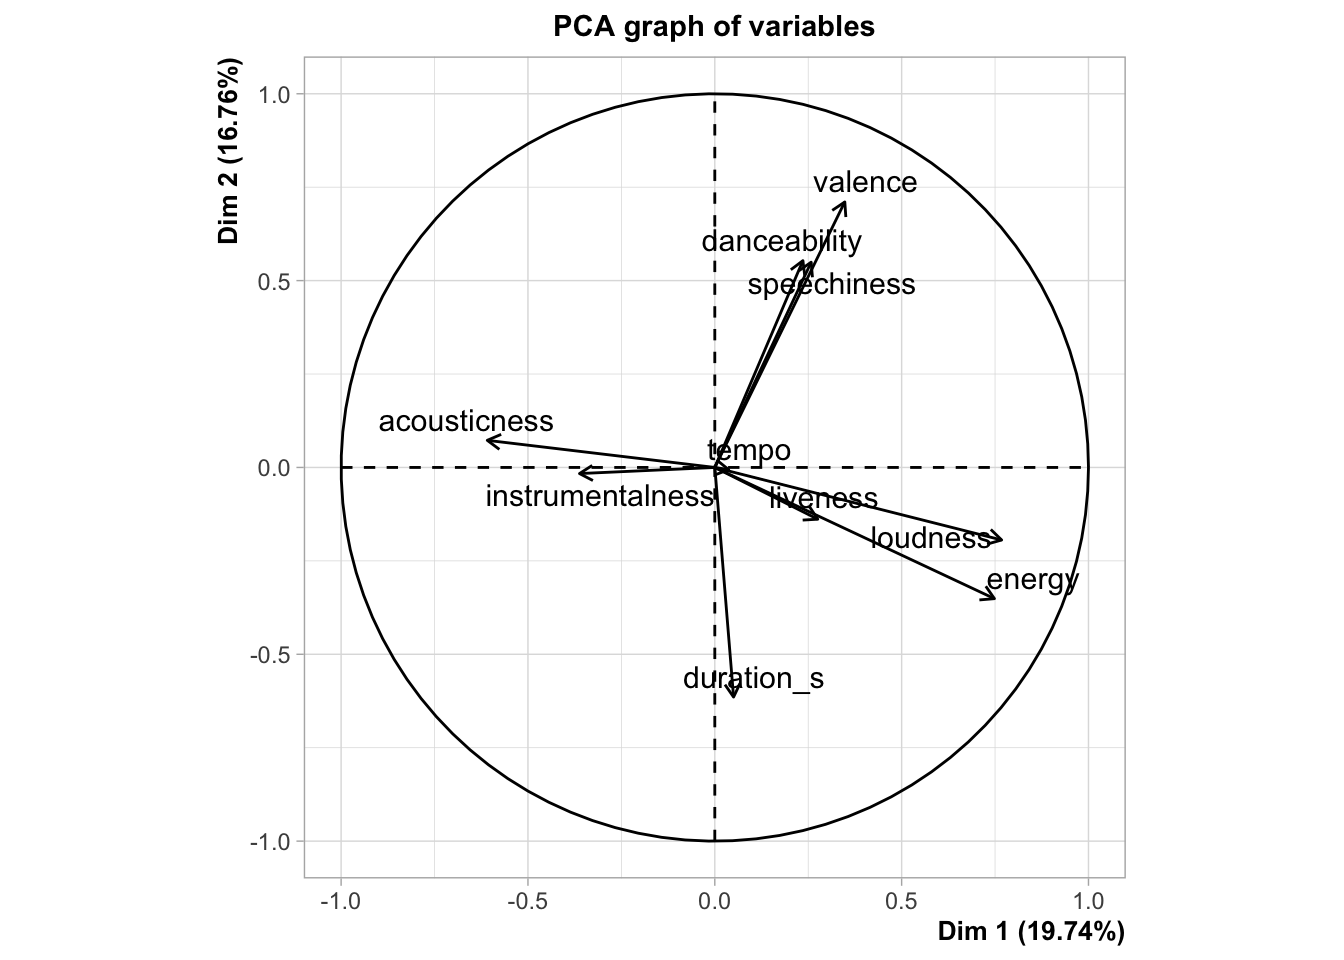 PCA graph of variables
Dim 2 (16.76%)
1.0
0.5
0.0
-0.5
-1.0
valence
danceability
speechiness
acousticness
tempo
instrumentalness
liveness
loudness
energy
duration_s
-1.0 -0.5 0.0 0.5 1.0
Dim 1 (19.74%)